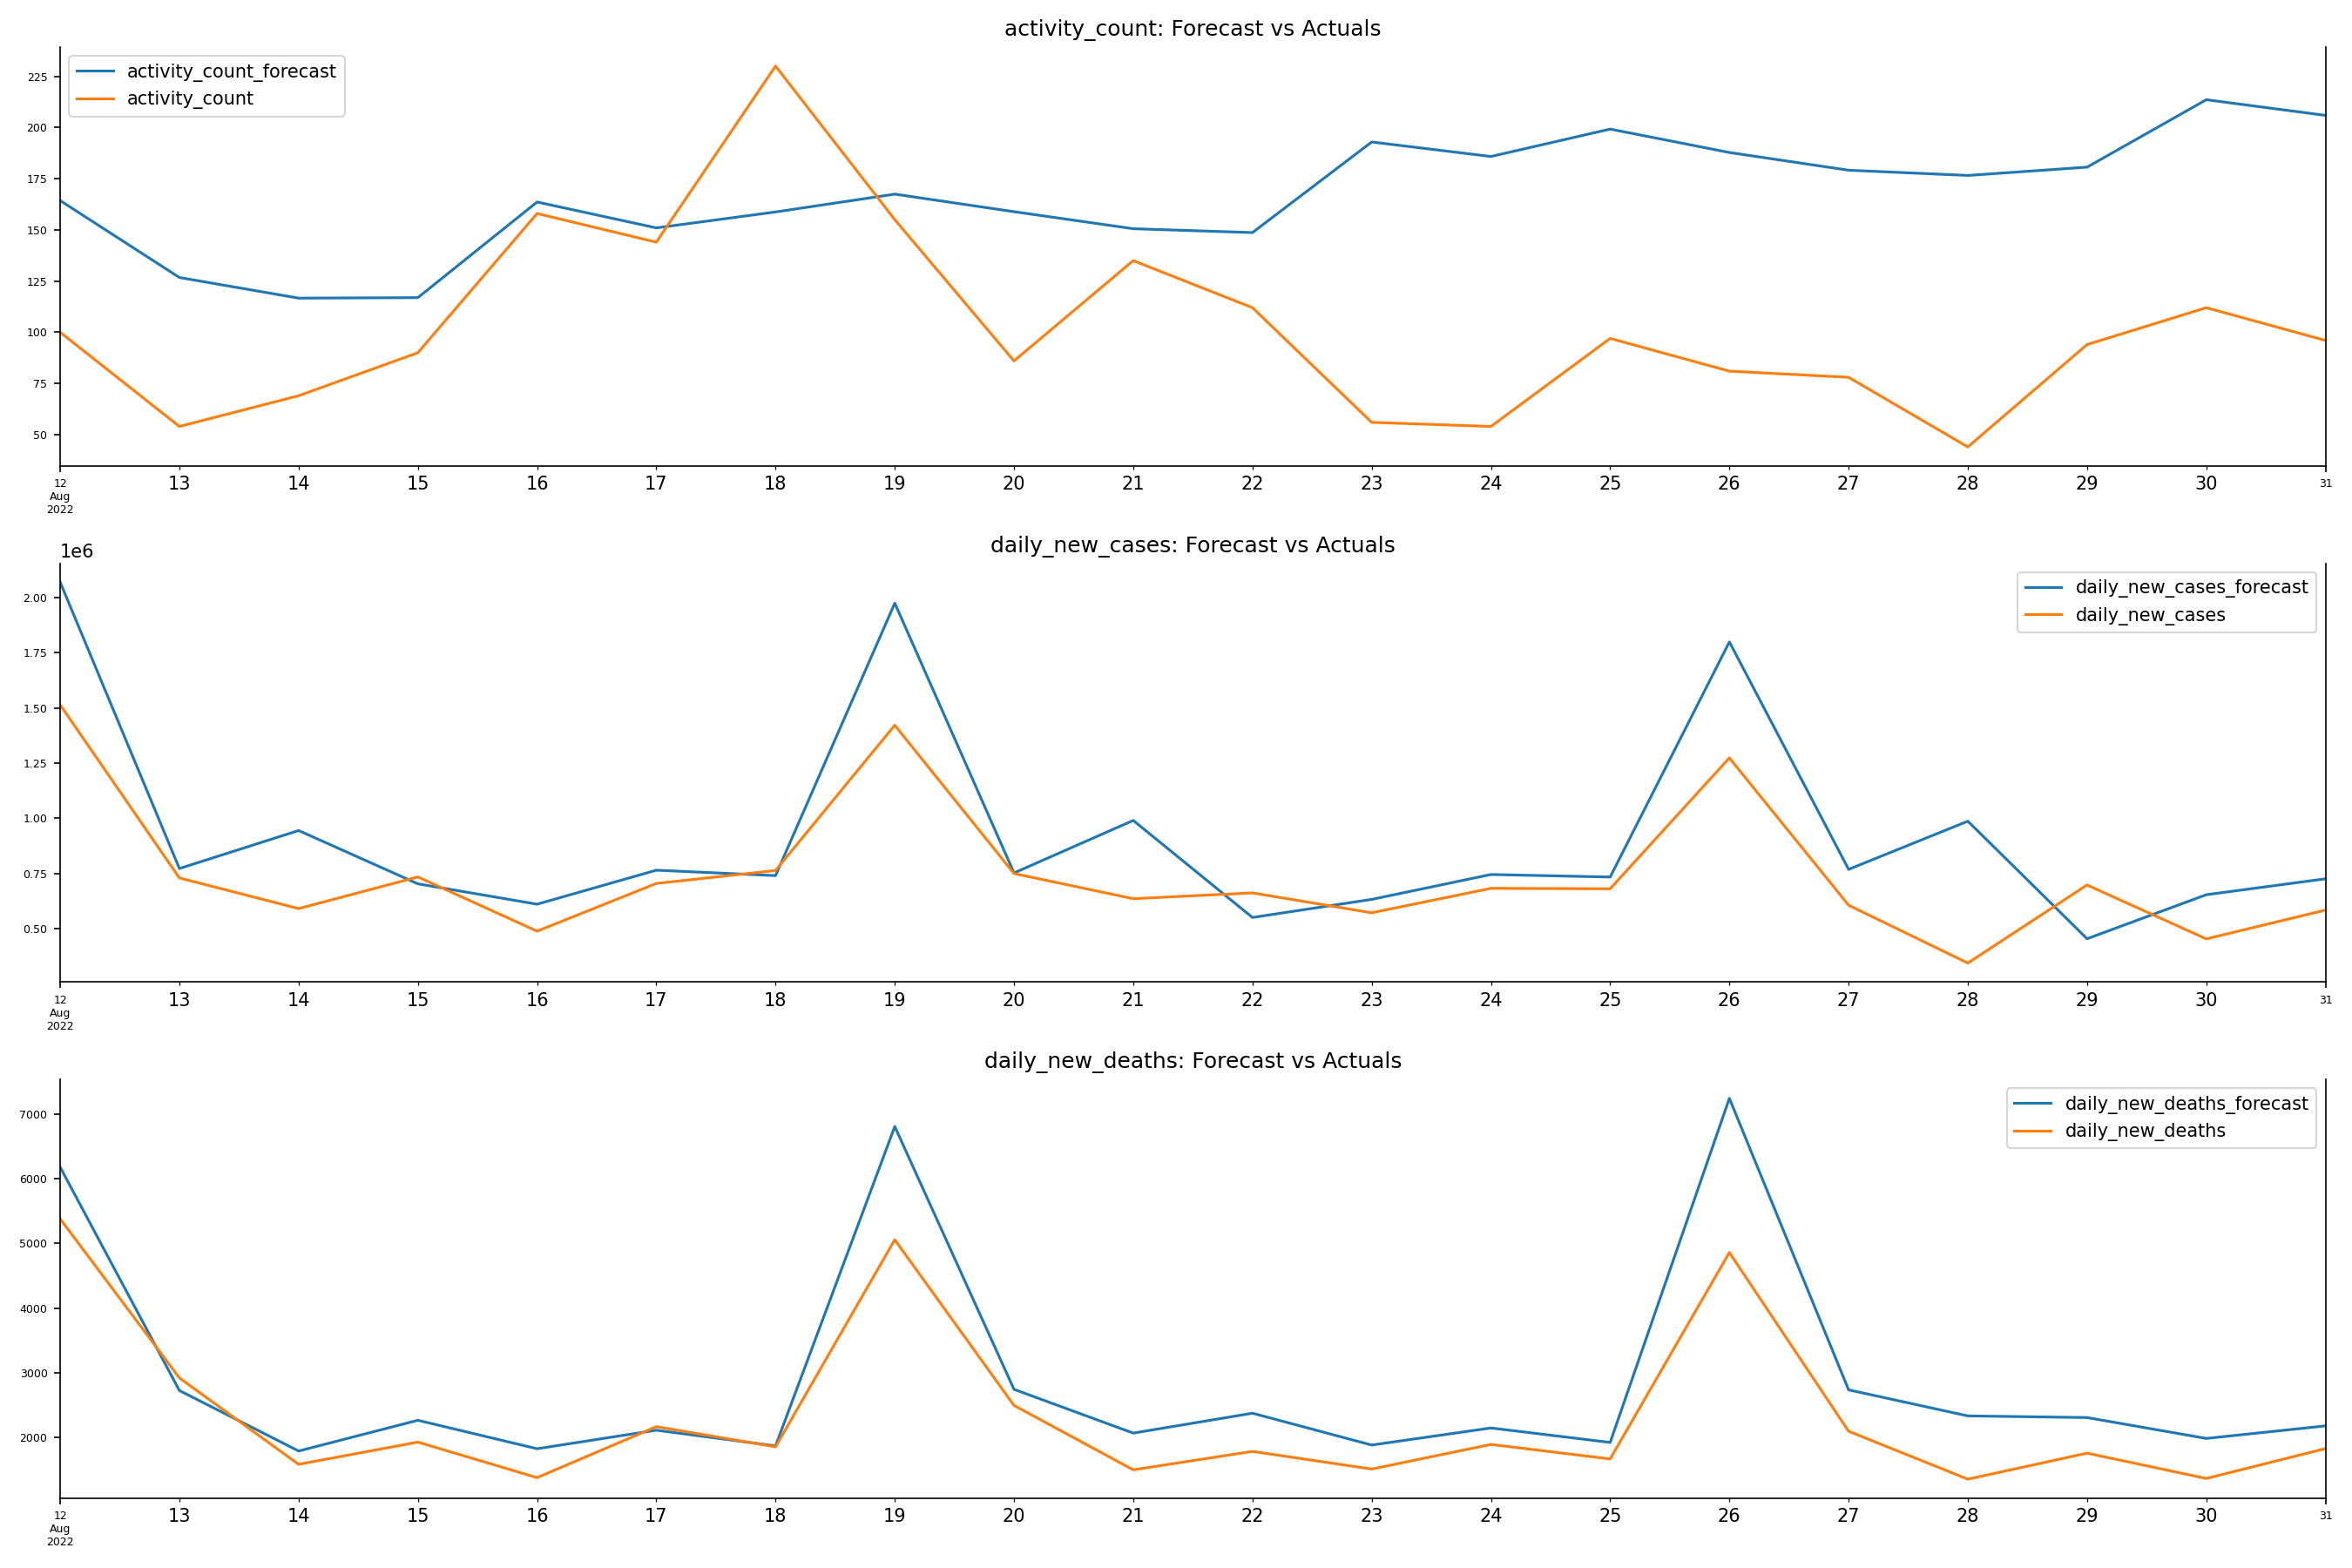 activity_count: Forecast vs Actuals
activity_count_forecast
activity_count
225
200
175
150
125
100
75
50
12 13 14 15 16 17 18 19 20 21 22 23 24 25 26 27 28 29 30 31
Aug
2022
daily_new_cases: Forecast vs Actuals
1e6
daily_new_cases_forecast
daily_new_cases
2.00
1.75
1.50
1.25
1.00
0.75
0.50
12 13 14 15 16 17 18 19 20 21 22 23 24 25 26 27 28 29 30 31
Aug
2022
daily_new_deaths: Forecast vs Actuals
daily_new_deaths_forecast
daily_new_deaths
7000
6000
5000
4000
3000
2000
12 13 14 15 16 17 18 19 20 21 22 23 24 25 26 27 28 29 30 31
Aug
2022